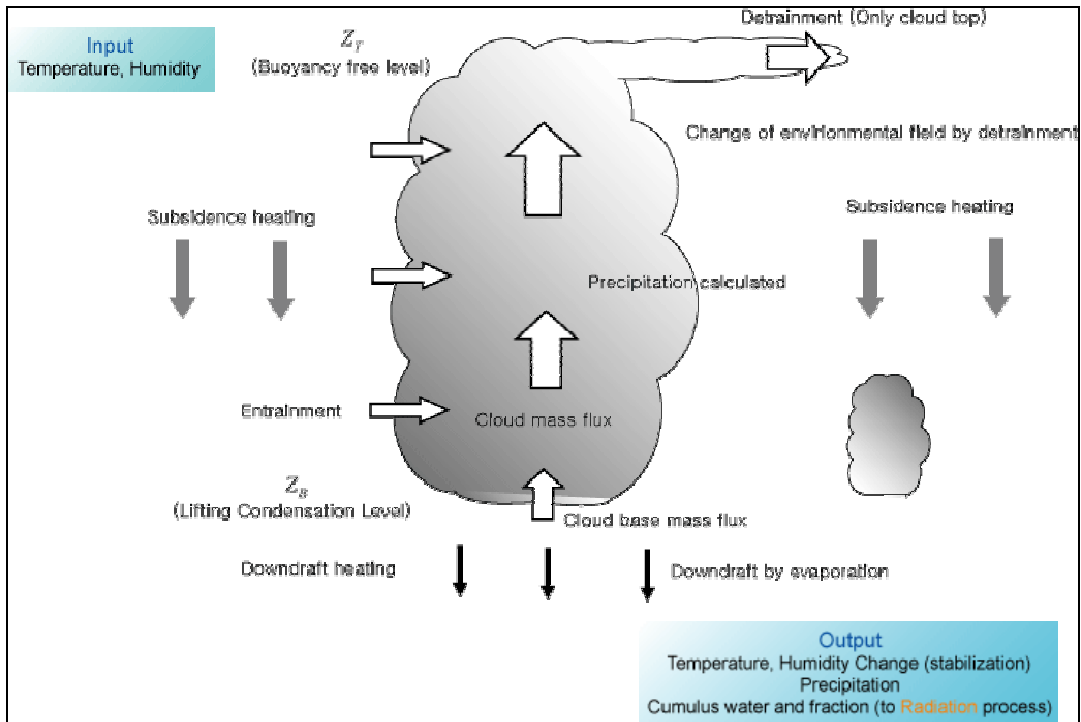 Input
Temperature, Humidity
Z_T
(Buoyancy free level)
Detrainment (Only cloud top)
Change of envirionmental field by detrainment
Subsidence heating
Subsidence heating
Precipitation calculated
Entrainment
Cloud mass flux
Z_B
(Lifting Condensation Level)
Cloud base mass flux
Downdraft heating
Downdraft by evaporation
Output
Temperature, Humidity Change (stabilization)
Precipitation
Cumulus water and fraction (to Radiation process)